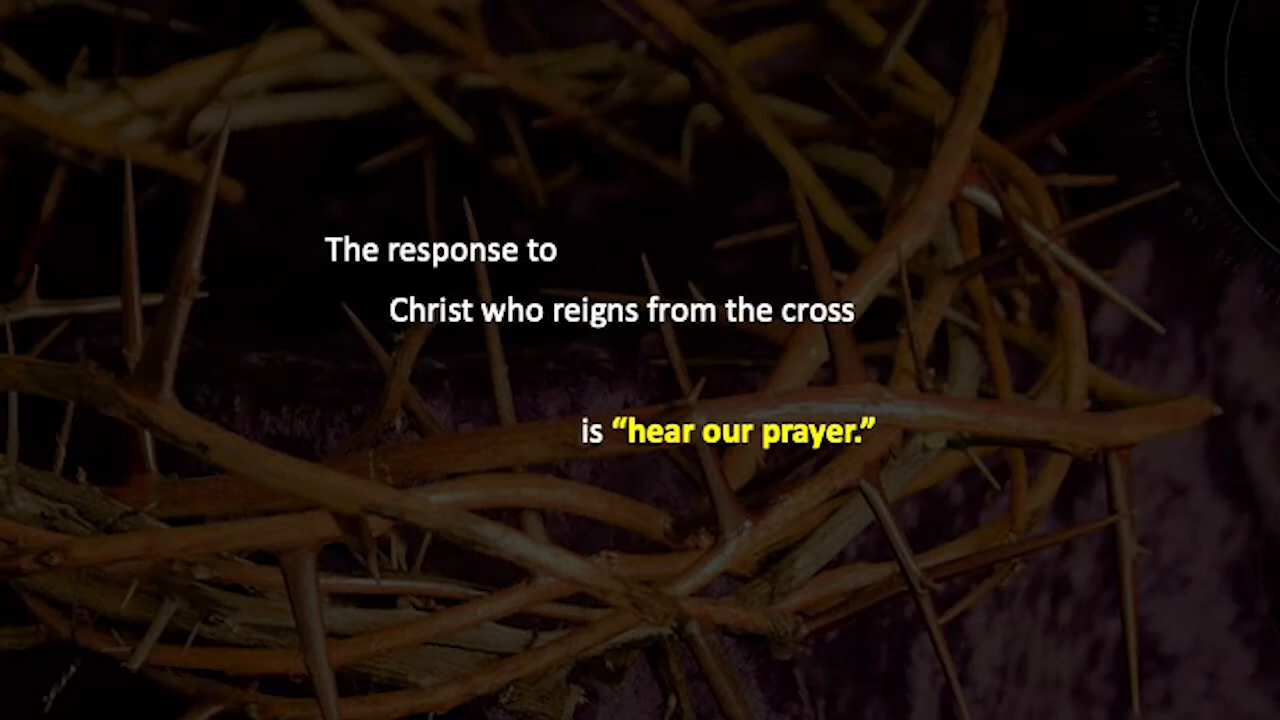 The response to
Christ who reigns from the cross
is “hear our prayer.”